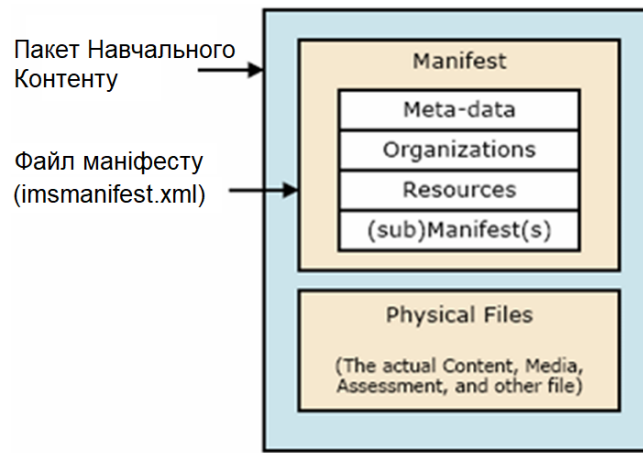 Пакет Навчального
Контенту
Файл маніфесту
(imsmanifest.xml)
Manifest
Meta-data
Organizations
Resources
(sub)Manifest(s)
Physical Files
(The actual Content, Media,
Assessment, and other file)